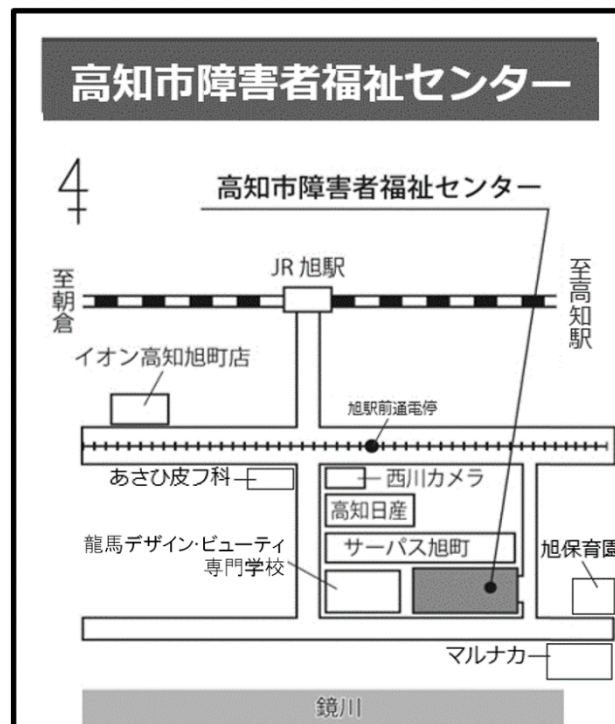 高知市障害者福祉センター
高知市障害者福祉センター
JR旭駅
至朝倉
至高知駅
イオン高知旭町店
旭駅前通電停
あさひ皮フ科
西川カメラ
高知日産
龍馬デザイン・ビューティ
専門学校
サーパス旭町
旭保育園
マルナカ
鏡川